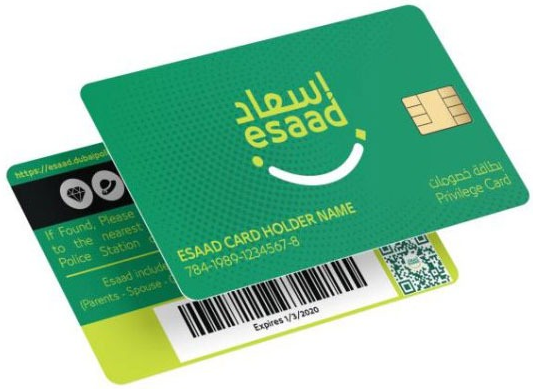 إسعاد
esaad
بطاقة خصومات
Privilege Card
ESAAD CARD HOLDER NAME
784-1989-1234567-8
https://esaad.dubaipol
If Found, Please
to the nearest
Police Station
Esaad include
(Parents - Spouse -
Expires 1/3/2020